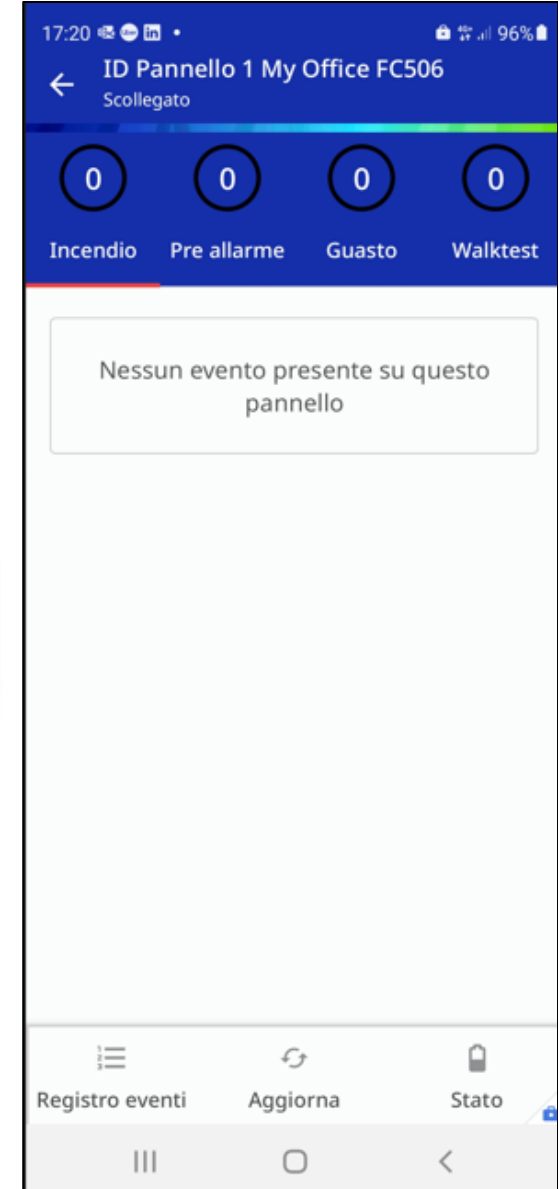 17:20 96%
ID Pannello 1 My Office FC506
Scollegato
0 0 0 0
Incendio Pre allarme Guasto Walktest
Nessun evento presente su questo
pannello
Registro eventi Aggiorna Stato